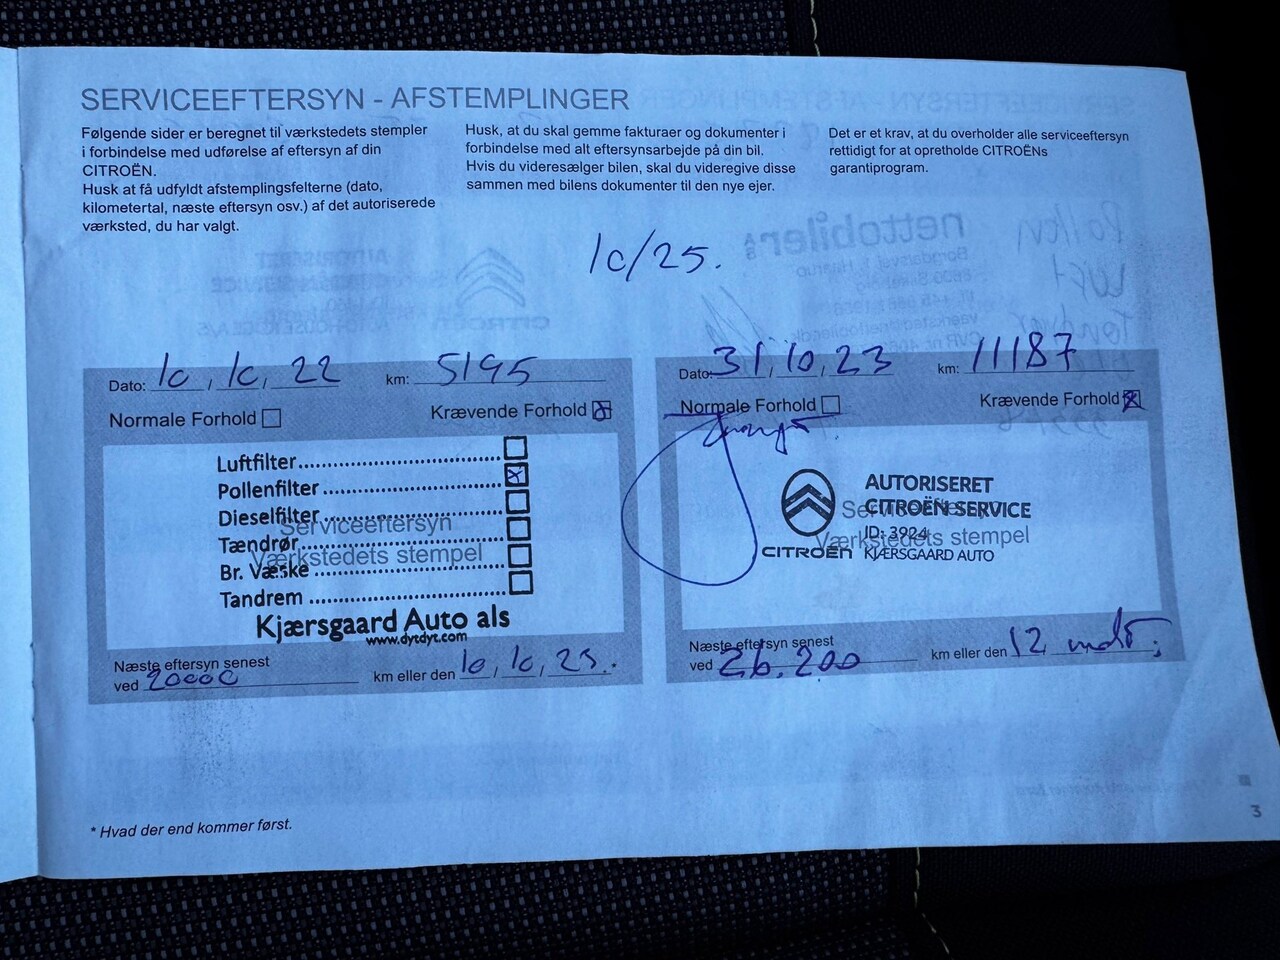 SERVICEEFTERSYN - AFSTEMPLINGER
Følgende sider er beregnet til værkstedets stempler
i forbindelse med udførelse af eftersyn af din
CITROËN.
Husk at få udfyldt afstemplingsfelterne (dato,
kilometertal, næste eftersyn osv.) af det autoriserede
værksted, du har valgt.
Husk, at du skal gemme fakturaer og dokumenter i
forbindelse med alt eftersynsarbejde på din bil.
Hvis du videresælger bilen, skal du videregive disse
sammen med bilens dokumenter til den nye ejer.
Det er et krav, at du overholder alle serviceeftersyn
rettidigt for at opretholde CITROËNs
garantiprogram.
10/25.
Dato: 10, 10, 22 km: 5195
Normale Forhold Krævende Forhold
Luftfilter
Pollenfilter
Dieselfilter
Serviceeftersyn
Tændrør
Værkstedets stempel
Br. Væske
Tandrem
Kjærsgaard Auto als
www.dytdyt.com
Næste eftersyn senest
ved 20000 km eller den 10, 10, 23.
Dato: 31, 10, 23 km: 11187
Normale Forhold Krævende Forhold
AUTORISERET
CITROËN SERVICE
Serviceeftersyn
ID: 3924
Værkstedets stempel
CITROËN KJÆRSGAARD AUTO
Næste eftersyn senest
ved 26.200 km eller den 12 mdr.
* Hvad der end kommer først.
3